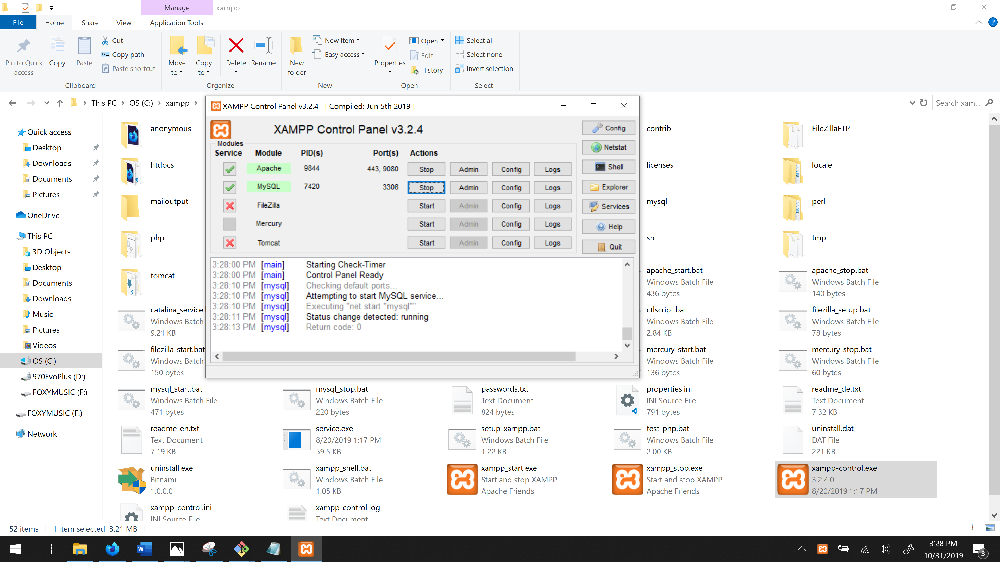 Manage
xampp
File
Home
Share
View
Application Tools
Pin to Quick access
Copy
Paste
Cut
Copy path
Paste shortcut
Clipboard
Move to
Copy to
Delete
Rename
Organize
New folder
New item
Easy access
New
Properties
Open
Edit
History
Open
Select all
Select none
Invert selection
Select
This PC
OS (C:)
xampp
Search xam...
Quick access
Desktop
Downloads
Documents
Pictures
OneDrive
This PC
3D Objects
Desktop
Documents
Downloads
Music
Pictures
Videos
OS (C:)
970EvoPlus (D:)
FOXYMUSIC (F:)
FOXYMUSIC (F:)
Network
XAMPP Control Panel v3.2.4 [ Compiled: Jun 5th 2019 ]
XAMPP Control Panel v3.2.4
Modules
Service Module PID(s) Port(s) Actions
Apache 9844 443, 9080 Stop Admin Config Logs
MySQL 7420 3306 Stop Admin Config Logs
FileZilla Start Admin Config Logs
Mercury Start Admin Config Logs
Tomcat Start Admin Config Logs
Config
Netstat
Shell
Explorer
Services
Help
Quit
3:28:00 PM [main] Starting Check-Timer
3:28:00 PM [main] Control Panel Ready
3:28:10 PM [mysql] Checking default ports...
3:28:10 PM [mysql] Attempting to start MySQL service...
3:28:10 PM [mysql] Executing "net start "mysql""
3:28:11 PM [mysql] Status change detected: running
3:28:13 PM [mysql] Return code: 0
anonymous
contrib
FileZillaFTP
htdocs
licenses
locale
mailoutput
mysql
perl
php
src
tmp
tomcat
apache_start.bat
Windows Batch File
436 bytes
apache_stop.bat
Windows Batch File
140 bytes
catalina_service.
Windows Batch
9.21 KB
ctlscript.bat
Windows Batch File
2.84 KB
filezilla_setup.bat
Windows Batch File
78 bytes
filezilla_start.bat
Windows Batch
150 bytes
mercury_start.bat
Windows Batch File
136 bytes
mercury_stop.bat
Windows Batch File
60 bytes
mysql_start.bat
Windows Batch File
471 bytes
mysql_stop.bat
Windows Batch File
220 bytes
passwords.txt
Text Document
824 bytes
properties.ini
INI Source File
791 bytes
readme_de.txt
Text Document
7.32 KB
readme_en.txt
Text Document
7.19 KB
service.exe
8/20/2019 1:17 PM
59.5 KB
setup_xampp.bat
Windows Batch File
1.22 KB
test_php.bat
Windows Batch File
2.00 KB
uninstall.dat
DAT File
221 KB
uninstall.exe
Bitnami
1.0.0.0
xampp_shell.bat
Windows Batch File
1.05 KB
xampp_start.exe
Start and stop XAMPP
Apache Friends
xampp_stop.exe
Start and stop XAMPP
Apache Friends
xampp-control.exe
3.2.4.0
8/20/2019 1:17 PM
xampp-control.ini
INI Source File
xampp-control.log
Text Document
52 items
1 item selected 3.21 MB
3:28 PM
10/31/2019
3